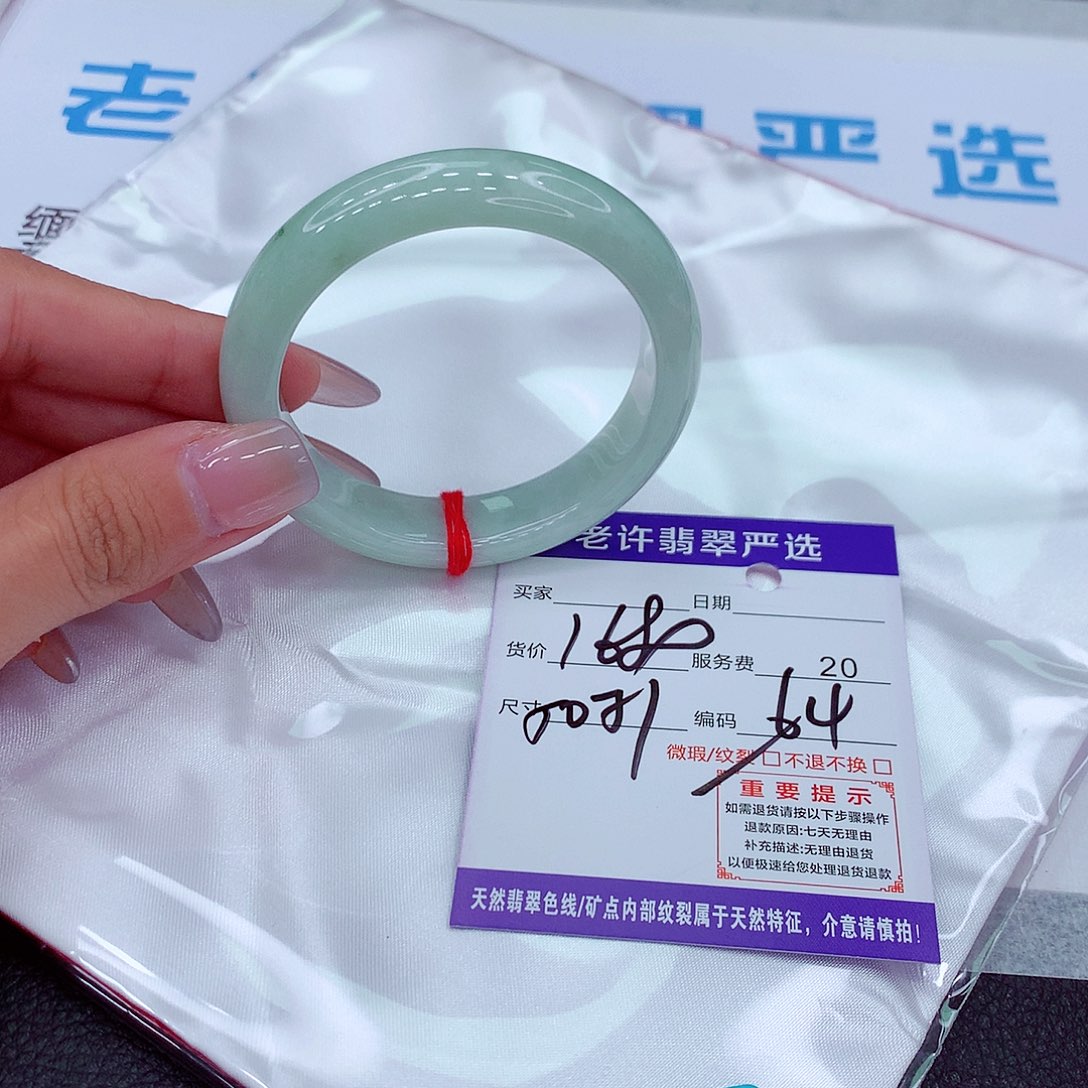 老
严选
缅
老许翡翠严选
买家 日期
货价 服务费 20
尺寸 编码 64
微瑕/纹裂□不退不换□
重要提示
如需退货请按以下步骤操作
退款原因:七天无理由
补充描述:无理由退货
以便极速给您处理退货退款
天然翡翠色线/矿点内部纹裂属于天然特征，介意请慎拍!